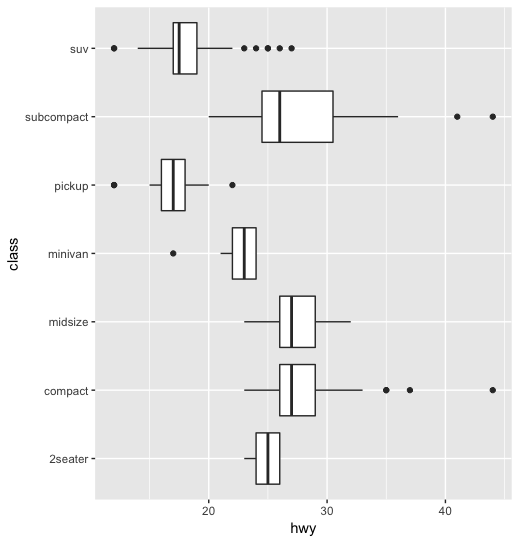 suv
subcompact
pickup
minivan
midsize
compact
2seater
class
20 30 40
hwy